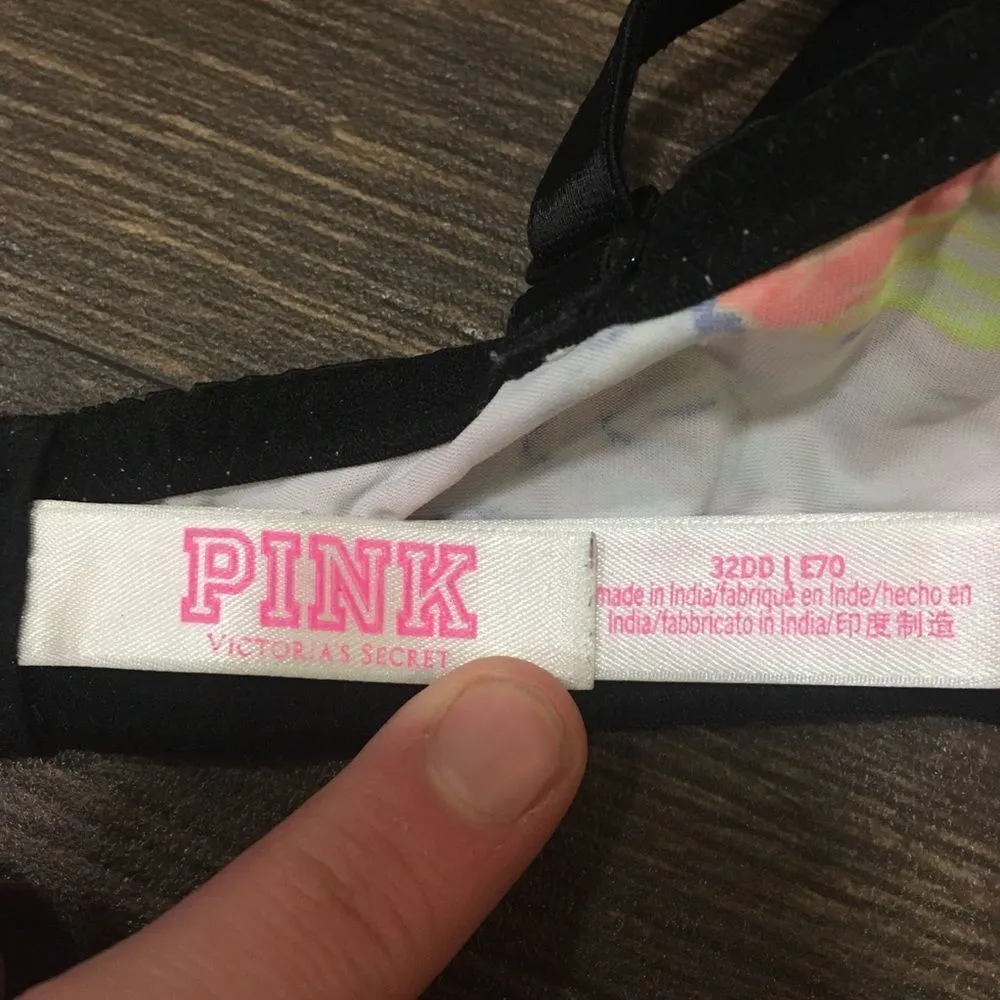 PINK
VICTORIA'S SECRET
32DD | E70
made in India/fabriqué en Inde/hecho en
India/fabbricato in India/印度制造